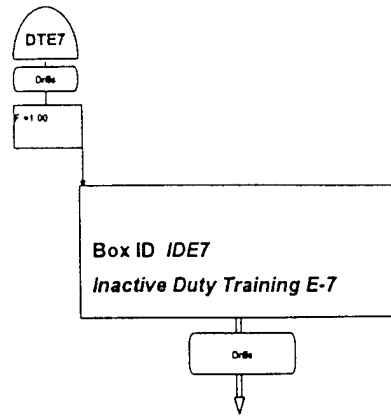 DTE7
Drills
F =1 00
Box ID IDE7
Inactive Duty Training E-7
Drills